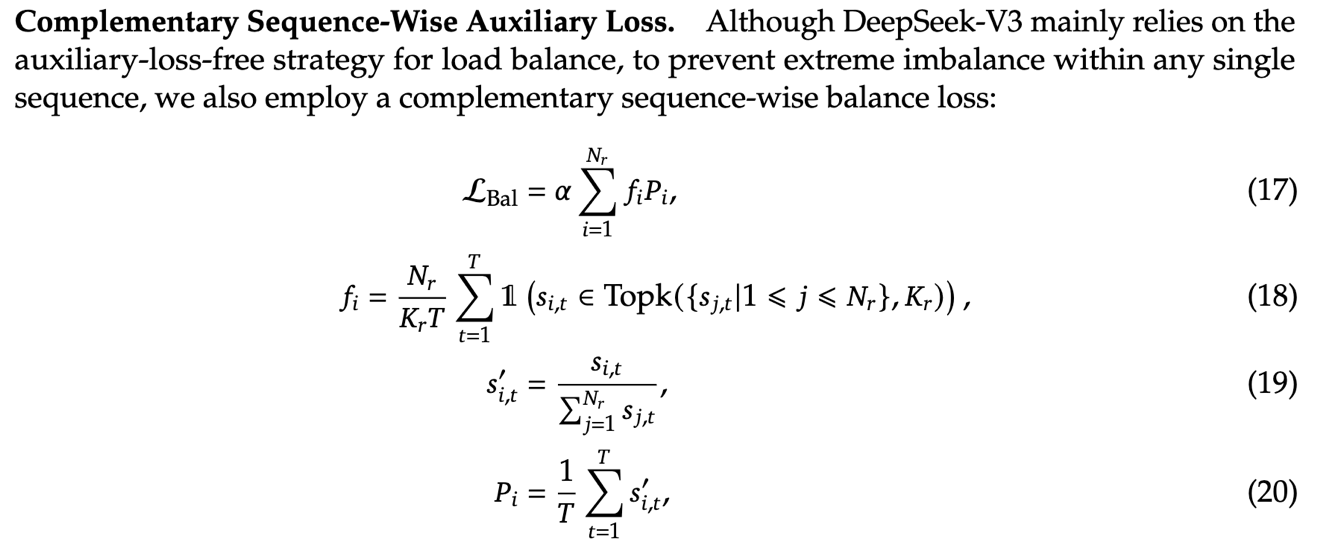 Complementary Sequence-Wise Auxiliary Loss. Although DeepSeek-V3 mainly relies on the
auxiliary-loss-free strategy for load balance, to prevent extreme imbalance within any single
sequence, we also employ a complementary sequence-wise balance loss:
$\mathcal{L}_{\text{Bal}} = \alpha \sum_{i=1}^{N_r} f_i P_i,$ (17)
$f_i = \frac{N_r}{K_r T} \sum_{t=1}^{T} \mathbb{1} \left( s_{i,t} \in \text{Topk}(\{s_{j,t} | 1 \leqslant j \leqslant N_r\}, K_r) \right),$ (18)
$s'_{i,t} = \frac{s_{i,t}}{\sum_{j=1}^{N_r} s_{j,t}},$ (19)
$P_i = \frac{1}{T} \sum_{t=1}^{T} s'_{i,t},$ (20)